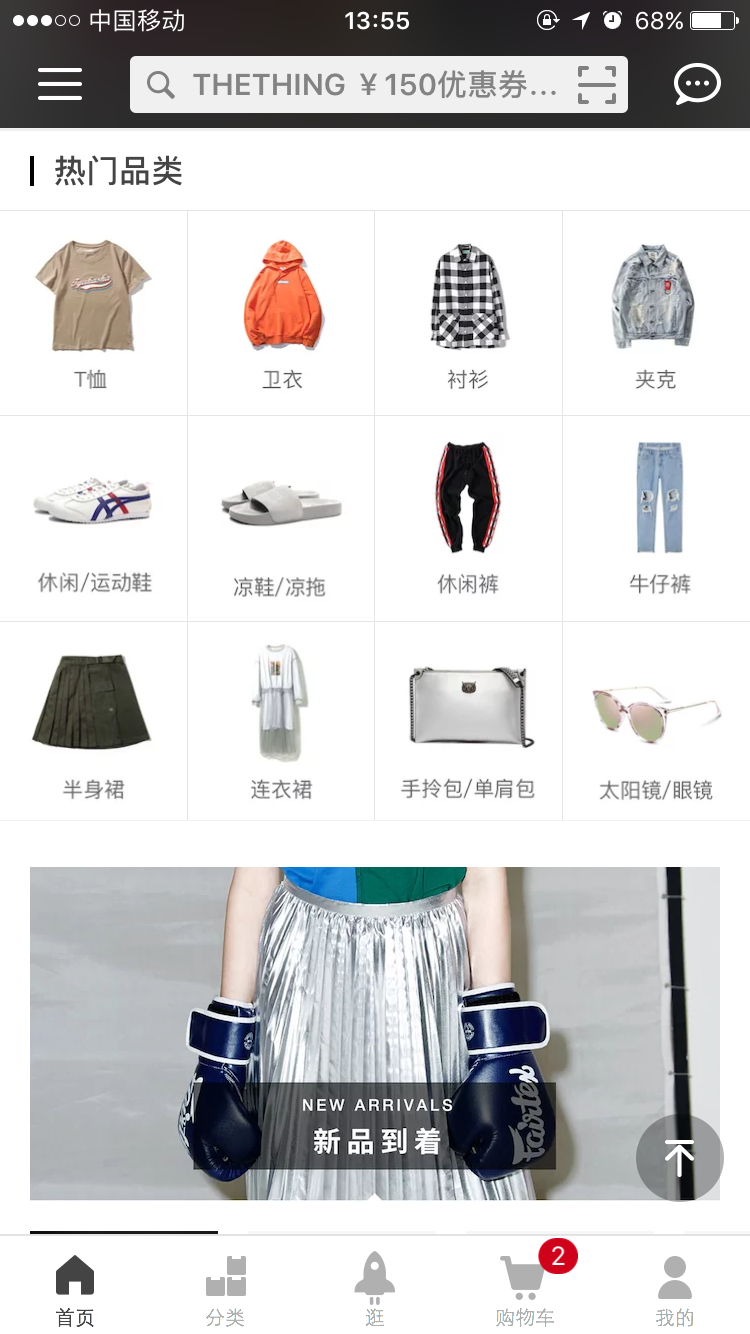 中国移动 13:55 68%
THETHING ￥150优惠券...
热门品类
T恤 卫衣 衬衫 夹克
休闲/运动鞋 凉鞋/凉拖 休闲裤 牛仔裤
半身裙 连衣裙 手拎包/单肩包 太阳镜/眼镜
Fairtex
NEW ARRIVALS
新品到着
2
首页 分类 逛 购物车 我的